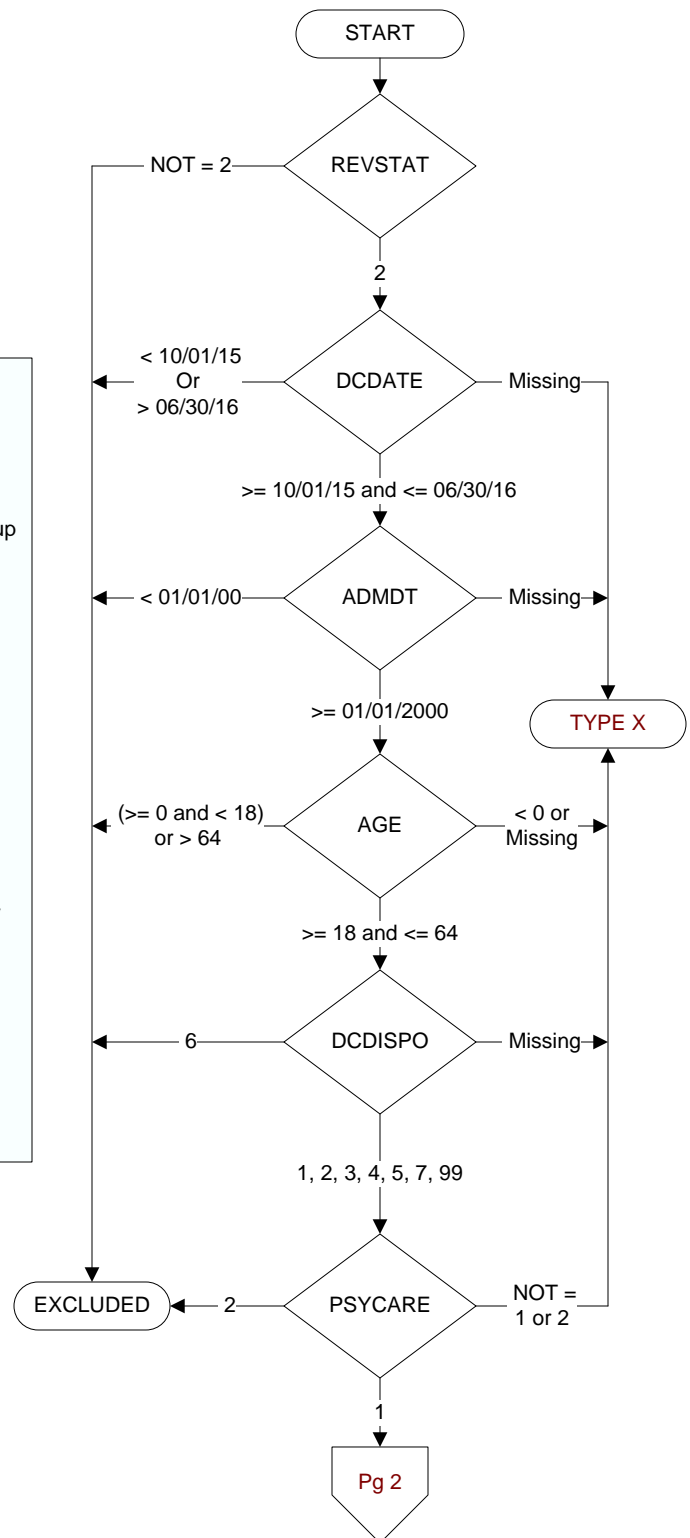 START
REVSTAT
NOT = 2
2
DCDATE
< 10/01/15
Or
> 06/30/16
Missing
>= 10/01/15 and <= 06/30/16
up
ADMDT
< 01/01/00
Missing
>= 01/01/2000
TYPE X
AGE
(>= 0 and < 18)
or > 64
< 0 or
Missing
>= 18 and <= 64
DCDISPO
6
Missing
1, 2, 3, 4, 5, 7, 99
PSYCARE
EXCLUDED
2
NOT =
1 or 2
1
Pg 2